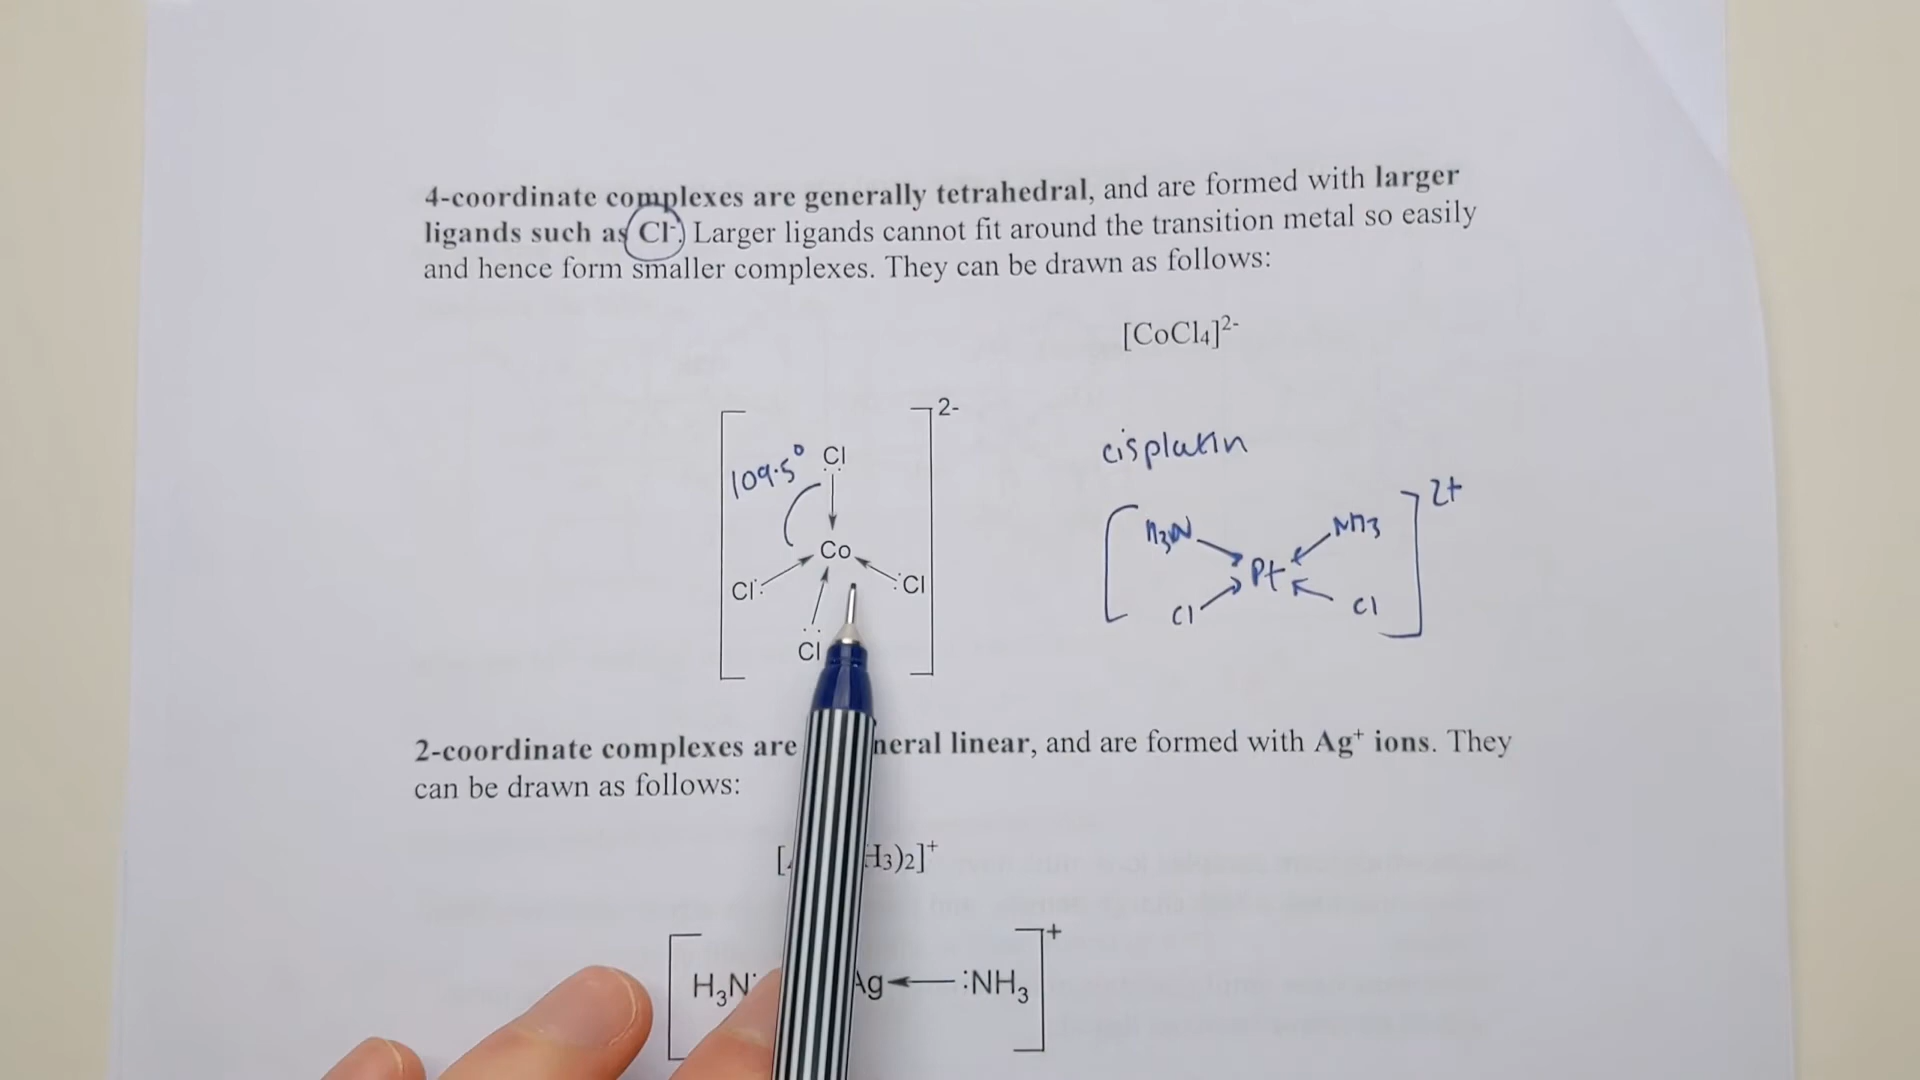 4-coordinate complexes are generally tetrahedral, and are formed with larger
ligands such as Cl⁻. Larger ligands cannot fit around the transition metal so easily
and hence form smaller complexes. They can be drawn as follows:
[CoCl₄]²⁻
2-
109.5° Cl
Co
Cl: :Cl
Cl
cisplatin
2+
H₃N NH₃
Pt
Cl Cl
2-coordinate complexes are neral linear, and are formed with Ag⁺ ions. They
can be drawn as follows:
[ H₃)₂]⁺
+
H₃N: Ag :NH₃